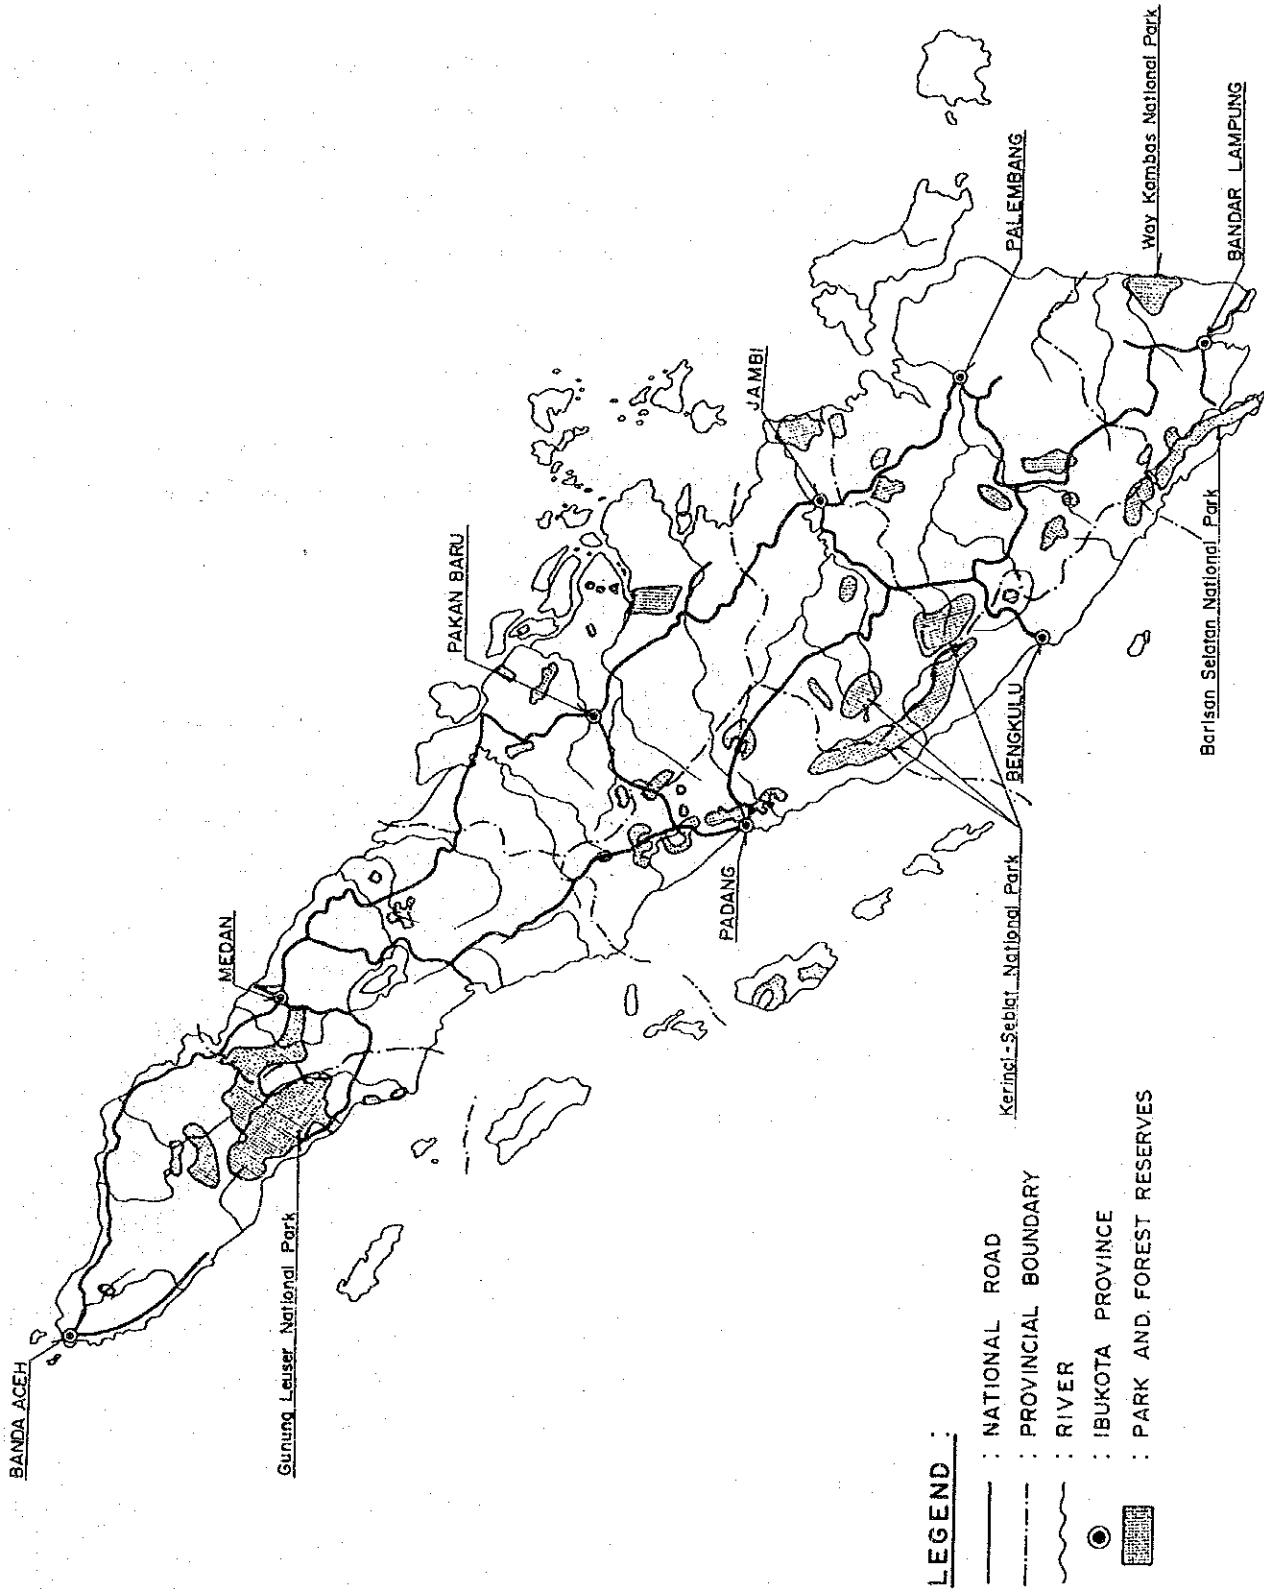 BANDA ACEH
MEDAN
PAKAN BARU
JAMBI
PALEMBANG
Way Kambas National Park
BANDAR LAMPUNG
Gunung Leuser National Park
PADANG
BENGKULU
Kerinci-Seblat National Park
Barisan Selatan National Park
LEGEND :
: NATIONAL ROAD
: PROVINCIAL BOUNDARY
: RIVER
: IBUKOTA PROVINCE
: PARK AND. FOREST RESERVES